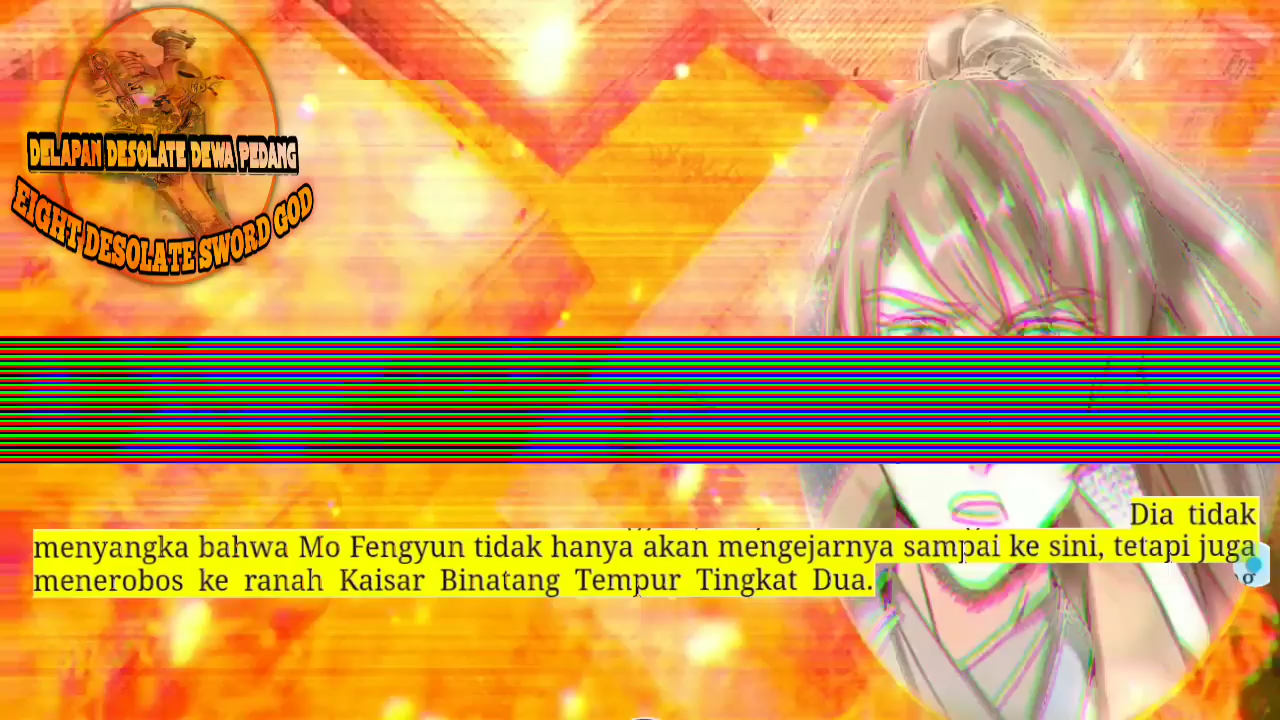 DELAPAN DESOLATE DEWA PEDANG
EIGHT DESOLATE SWORD GOD
Dia tidak
menyangka bahwa Mo Fengyun tidak hanya akan mengejarnya sampai ke sini, tetapi juga
menerobos ke ranah Kaisar Binatang Tempur Tingkat Dua.